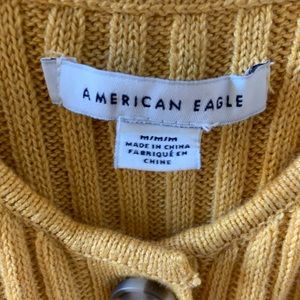 AMERICAN EAGLE
M/M/M
MADE IN CHINA
FABRIQUÉ EN
CHINE